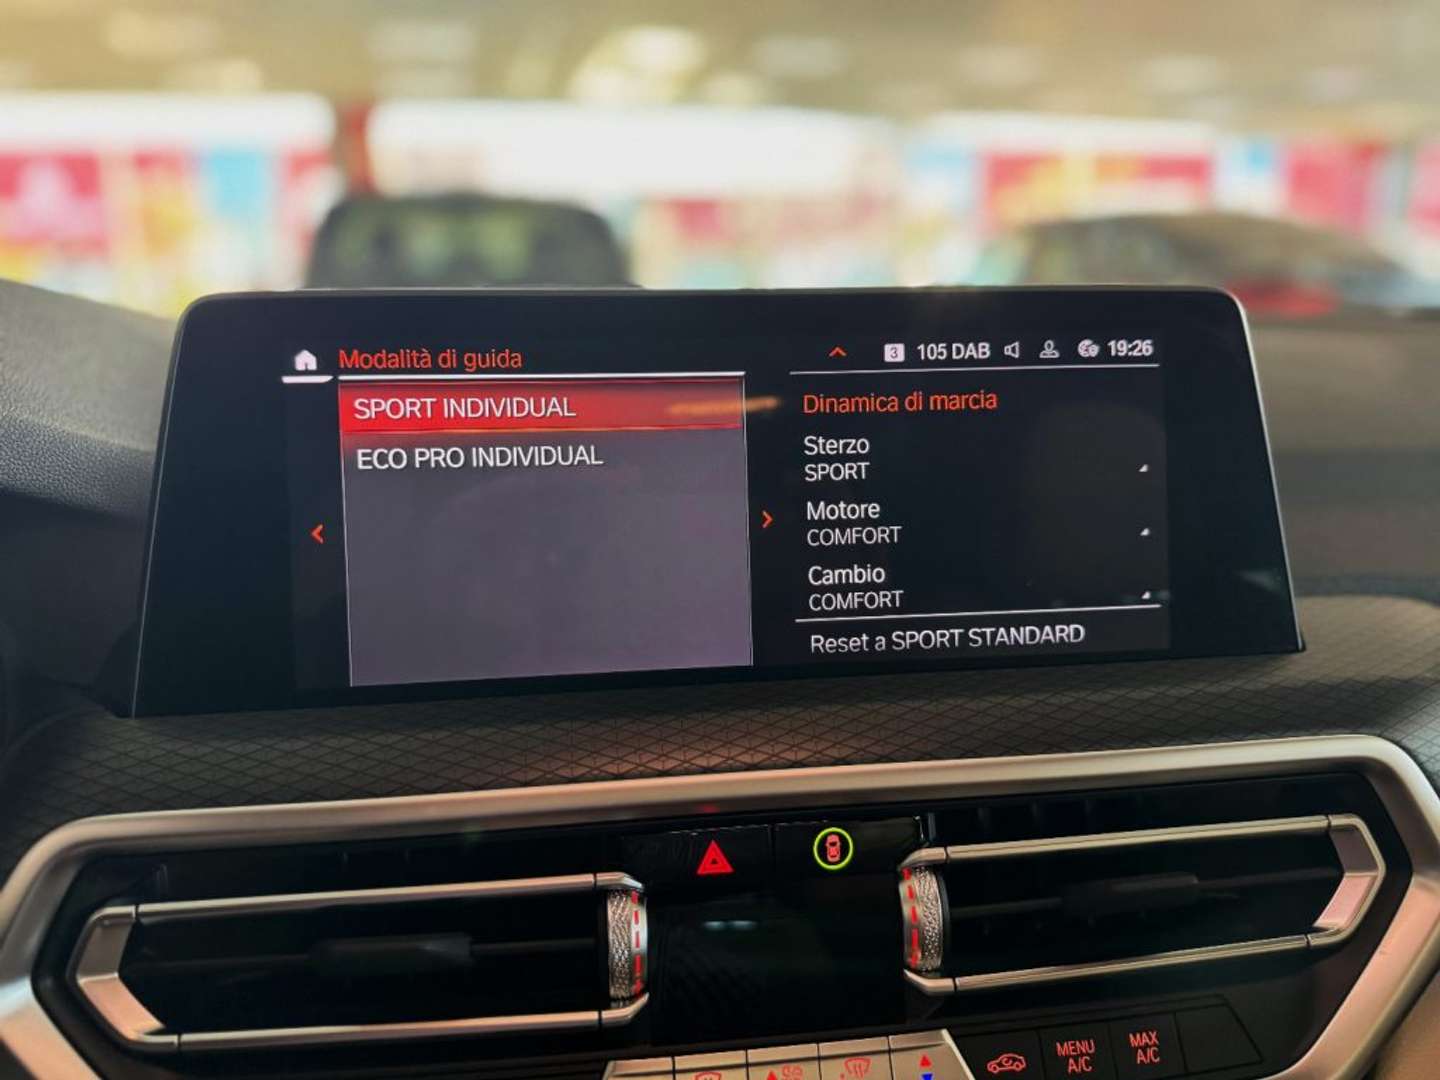 Modalità di guida
3 105 DAB 19:26
SPORT INDIVIDUAL
ECO PRO INDIVIDUAL
Dinamica di marcia
Sterzo
SPORT
Motore
COMFORT
Cambio
COMFORT
Reset a SPORT STANDARD
MENU
A/C
MAX
A/C